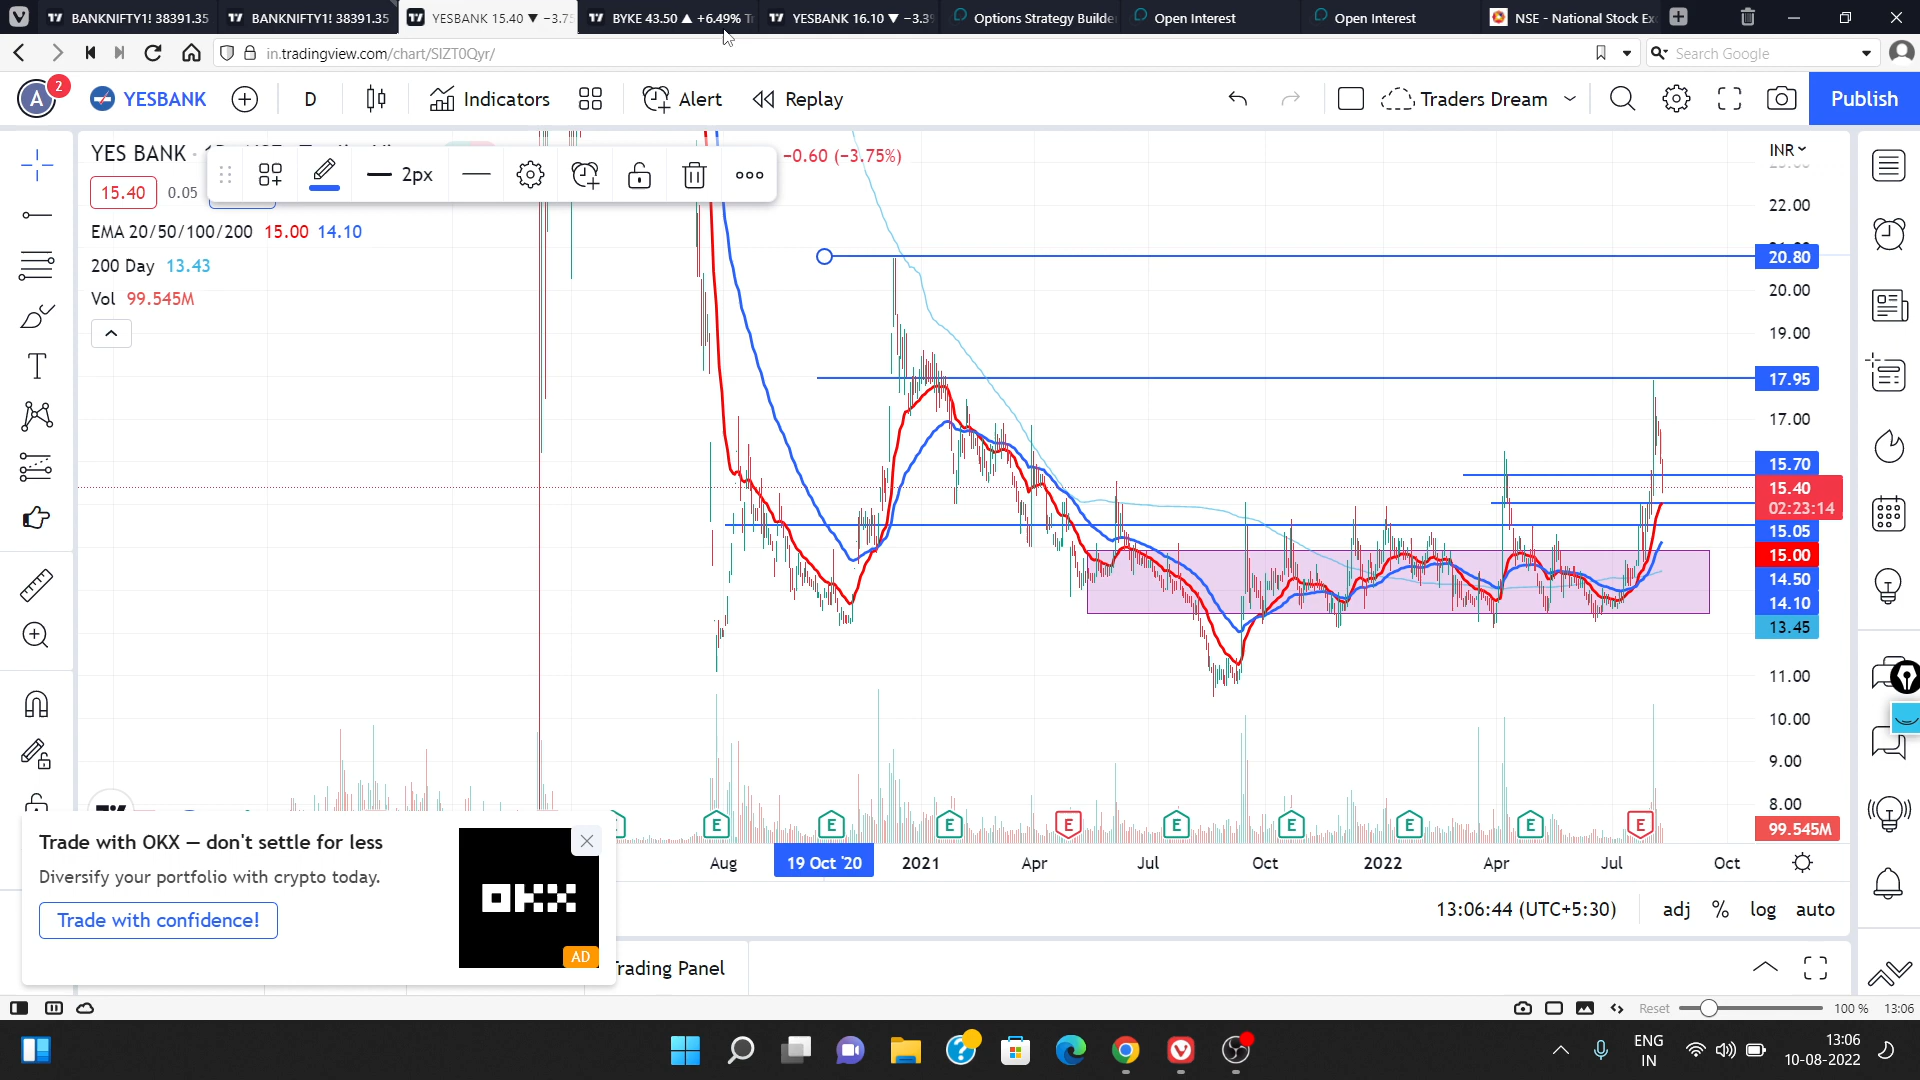 BANKNIFTY1! 38391.35
BANKNIFTY1! 38391.35
YESBANK 15.40 ▼ −3.75
BYKE 43.50 ▲ +6.49%
YESBANK 16.10 ▼ −3.3
Options Strategy Builde
Open Interest
Open Interest
NSE - National Stock Ex
in.tradingview.com/chart/SIZT0Qyr/
Search Google
A
2
YESBANK
D
Indicators
Alert
Replay
Traders Dream
Publish
YES BANK
−0.60 (−3.75%)
INR
2px
15.40
0.05
EMA 20/50/100/200 15.00 14.10
200 Day 13.43
Vol 99.545M
22.00
20.80
20.00
19.00
17.95
17.00
15.70
15.40
02:23:14
15.05
15.00
14.50
14.10
13.45
11.00
10.00
9.00
8.00
99.545M
E
E
E
E
E
E
E
E
E
Aug
19 Oct '20
2021
Apr
Jul
Oct
2022
Apr
Jul
Oct
Trade with OKX — don't settle for less
Diversify your portfolio with crypto today.
Trade with confidence!
OKX
AD
13:06:44 (UTC+5:30)
adj
%
log
auto
Trading Panel
Reset
100 %
13:06
ENG
IN
13:06
10-08-2022